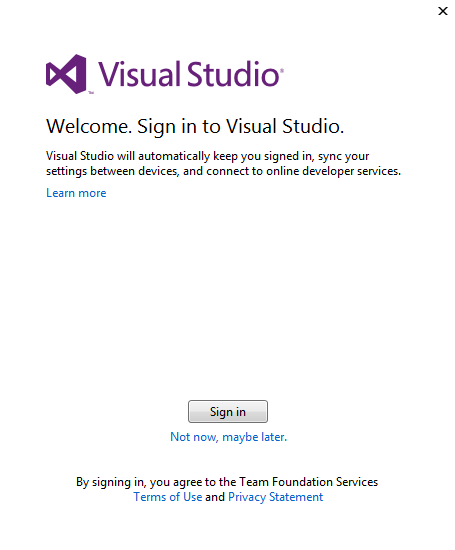 Visual Studio®
™
Welcome. Sign in to Visual Studio.
Visual Studio will automatically keep you signed in, sync your
settings between devices, and connect to online developer services.
Learn more
Sign in
Not now, maybe later.
By signing in, you agree to the Team Foundation Services
Terms of Use and Privacy Statement